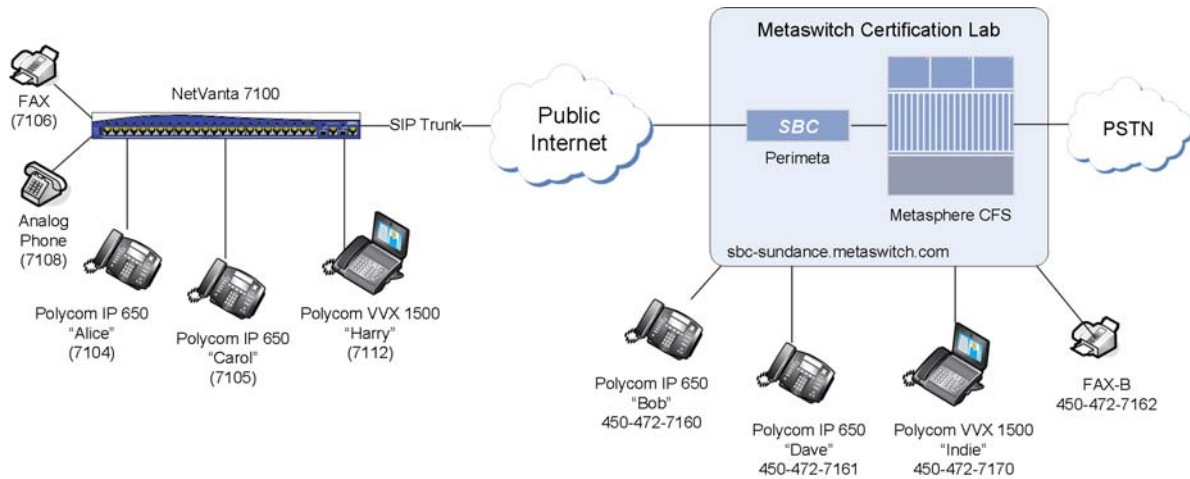 FAX
(7106)
NetVanta 7100
Analog
Phone
(7108)
SIP Trunk
Polycom IP 650
"Alice"
(7104)
Polycom IP 650
"Carol"
(7105)
Polycom VVX 1500
"Harry"
(7112)
Public
Internet
Metaswitch Certification Lab
SBC
Perimeta
Metasphere CFS
sbc-sundance.metaswitch.com
PSTN
Polycom IP 650
"Bob"
450-472-7160
Polycom IP 650
"Dave"
450-472-7161
Polycom VVX 1500
"Indie"
450-472-7170
FAX-B
450-472-7162